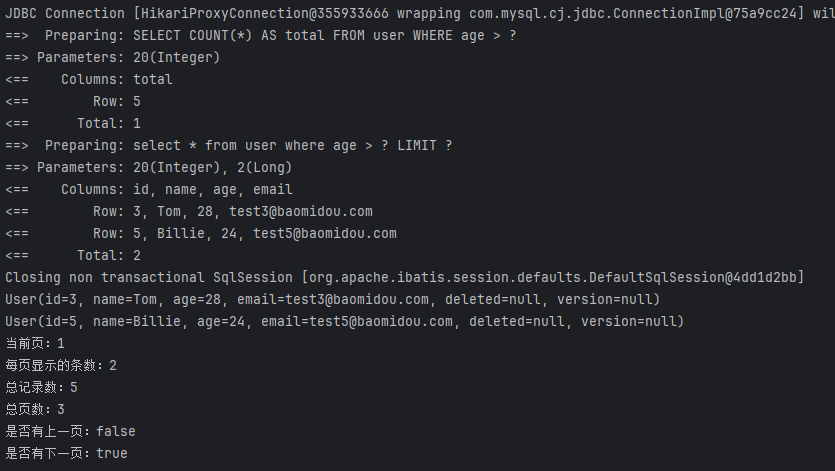 JDBC Connection [HikariProxyConnection@355933666 wrapping com.mysql.cj.jdbc.ConnectionImpl@75a9cc24] wil
==>  Preparing: SELECT COUNT(*) AS total FROM user WHERE age > ?
==> Parameters: 20(Integer)
<==    Columns: total
<==        Row: 5
<==      Total: 1
==>  Preparing: select * from user where age > ? LIMIT ?
==> Parameters: 20(Integer), 2(Long)
<==    Columns: id, name, age, email
<==        Row: 3, Tom, 28, test3@baomidou.com
<==        Row: 5, Billie, 24, test5@baomidou.com
<==      Total: 2
Closing non transactional SqlSession [org.apache.ibatis.session.defaults.DefaultSqlSession@4dd1d2bb]
User(id=3, name=Tom, age=28, email=test3@baomidou.com, deleted=null, version=null)
User(id=5, name=Billie, age=24, email=test5@baomidou.com, deleted=null, version=null)
当前页：1
每页显示的条数：2
总记录数：5
总页数：3
是否有上一页：false
是否有下一页：true